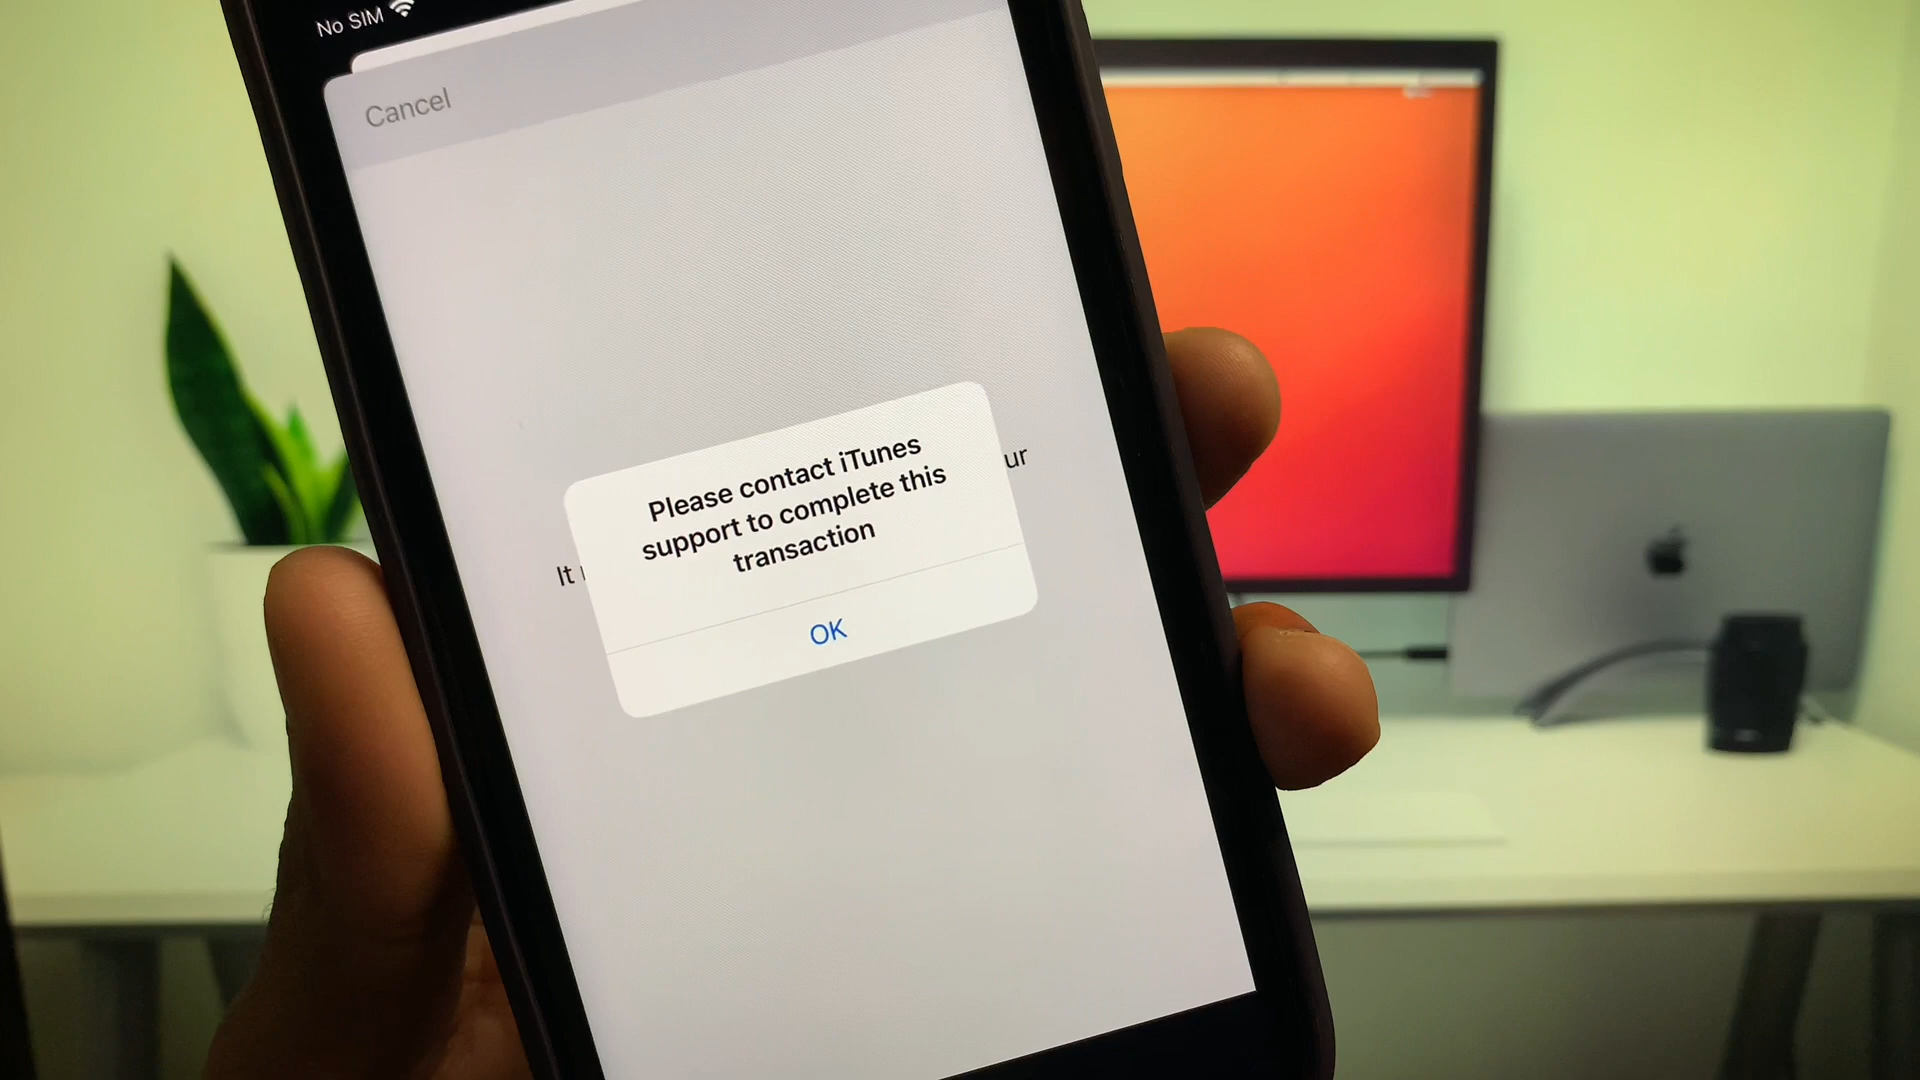 No SIM
Cancel
Please contact iTunes
support to complete this
transaction
ur
It
OK